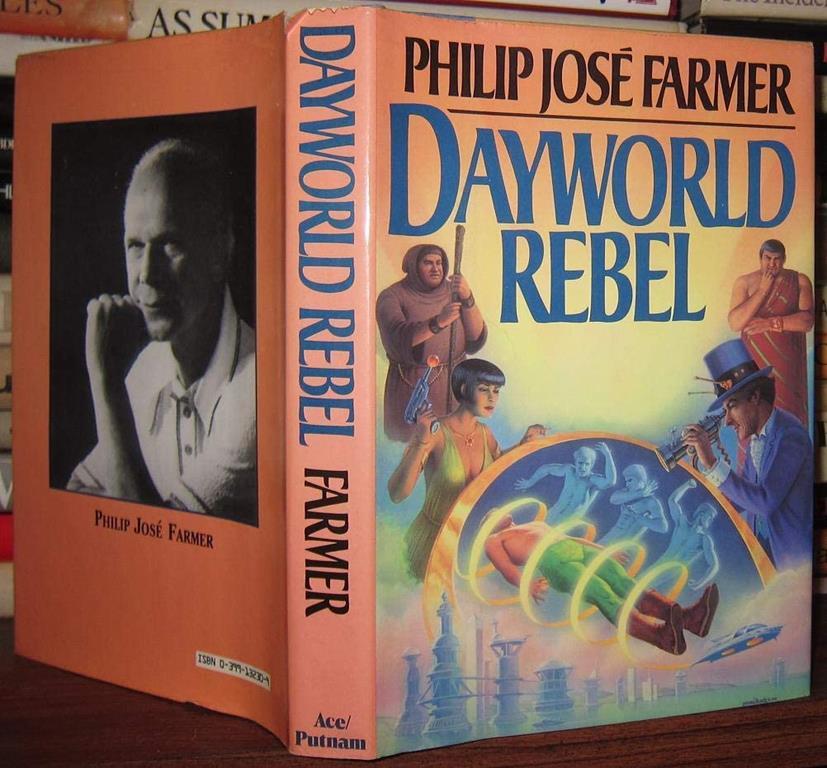 PHILIP JOSÉ FARMER
DAYWORLD
REBEL
DAYWORLD REBEL FARMER
Ace/
Putnam
PHILIP JOSÉ FARMER
ISBN 0-399-13230-9
AS SUM
LES